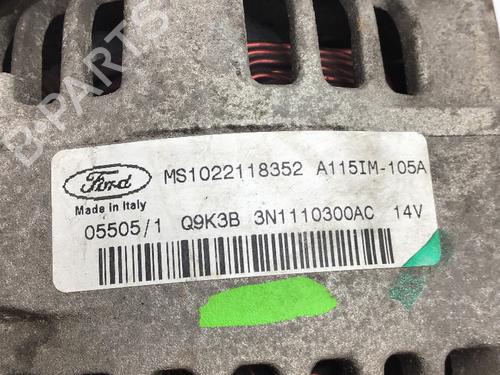 B-PARTS
Ford MS1022118352 A115IM-105A
Made in Italy
05505/1 Q9K3B 3N1110300AC 14V